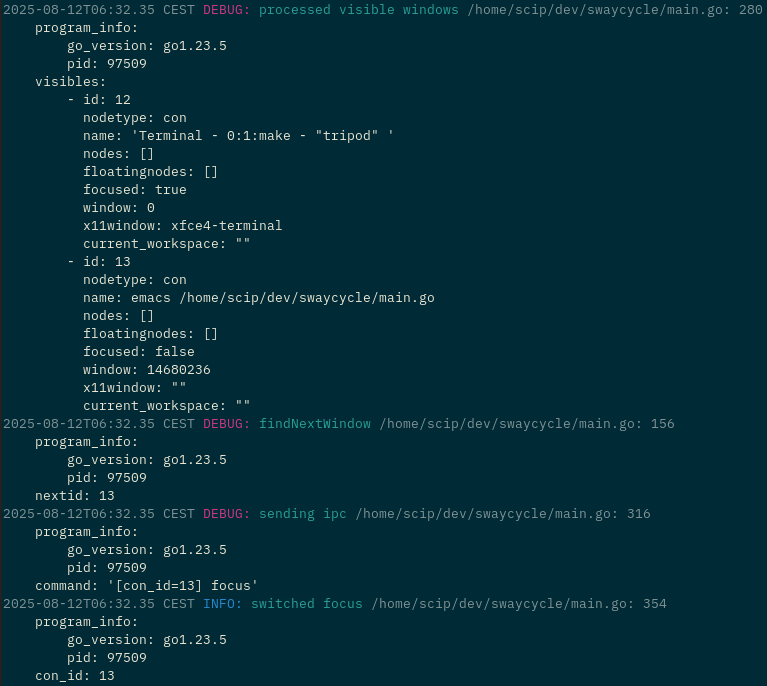 2025-08-12T06:32.35 CEST DEBUG: processed visible windows /home/scip/dev/swaycycle/main.go: 280
    program_info:
        go_version: go1.23.5
        pid: 97509
    visibles:
        - id: 12
          nodetype: con
          name: 'Terminal - 0:1:make - "tripod" '
          nodes: []
          floatingnodes: []
          focused: true
          window: 0
          x11window: xfce4-terminal
          current_workspace: ""
        - id: 13
          nodetype: con
          name: emacs /home/scip/dev/swaycycle/main.go
          nodes: []
          floatingnodes: []
          focused: false
          window: 14680236
          x11window: ""
          current_workspace: ""
2025-08-12T06:32.35 CEST DEBUG: findNextWindow /home/scip/dev/swaycycle/main.go: 156
    program_info:
        go_version: go1.23.5
        pid: 97509
    nextid: 13
2025-08-12T06:32.35 CEST DEBUG: sending ipc /home/scip/dev/swaycycle/main.go: 316
    program_info:
        go_version: go1.23.5
        pid: 97509
    command: '[con_id=13] focus'
2025-08-12T06:32.35 CEST INFO: switched focus /home/scip/dev/swaycycle/main.go: 354
    program_info:
        go_version: go1.23.5
        pid: 97509
    con_id: 13